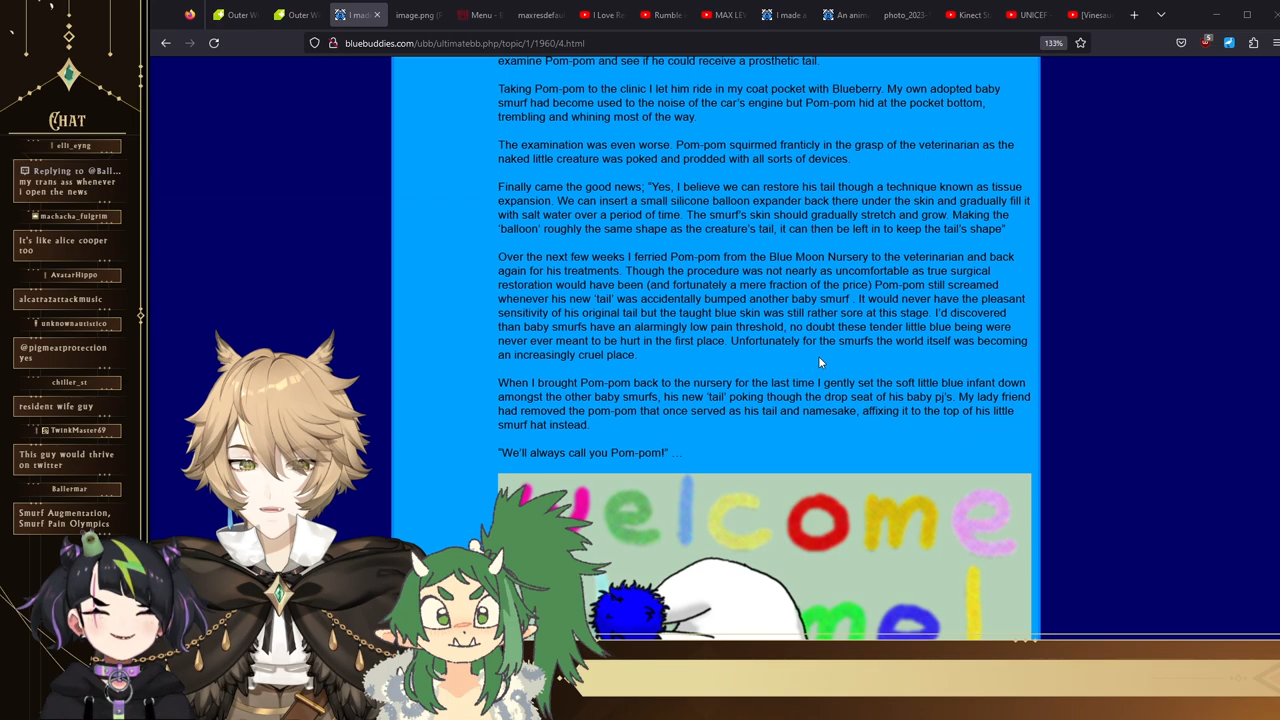 Outer Wi
Outer Wi
I mad
image.png (F
Menu - B
maxresdefaul
I Love Re
Rumble
MAX LEV
I made a
An anim
photo_2023-1
Kinect St
UNICEF -
[Vinesau
bluebuddies.com/ubb/ultimatebb.php/topic/1/1960/4.html
133%
5
CHAT
elli_eyng
Replying to @Ball...
my trans ass whenever
i open the news
machacha_fulgrim
It's like alice cooper
too
AvatarHippo
alcatrazattackmusic
unknownautistico
@pigmeatprotection
yes
chiller_st
resident wife guy
TwinkMaster69
This guy would thrive
on twitter
Ballermar
Smurf Augmentation,
Smurf Pain Olympics
examine Pom-pom and see if he could receive a prosthetic tail.
Taking Pom-pom to the clinic I let him ride in my coat pocket with Blueberry. My own adopted baby
smurf had become used to the noise of the car's engine but Pom-pom hid at the pocket bottom,
trembling and whining most of the way.
The examination was even worse. Pom-pom squirmed franticly in the grasp of the veterinarian as the
naked little creature was poked and prodded with all sorts of devices.
Finally came the good news; “Yes, I believe we can restore his tail though a technique known as tissue
expansion. We can insert a small silicone balloon expander back there under the skin and gradually fill it
with salt water over a period of time. The smurf's skin should gradually stretch and grow. Making the
‘balloon’ roughly the same shape as the creature's tail, it can then be left in to keep the tail's shape”
Over the next few weeks I ferried Pom-pom from the Blue Moon Nursery to the veterinarian and back
again for his treatments. Though the procedure was not nearly as uncomfortable as true surgical
restoration would have been (and fortunately a mere fraction of the price) Pom-pom still screamed
whenever his new ‘tail’ was accidentally bumped another baby smurf . It would never have the pleasant
sensitivity of his original tail but the taught blue skin was still rather sore at this stage. I'd discovered
than baby smurfs have an alarmingly low pain threshold, no doubt these tender little blue being were
never ever meant to be hurt in the first place. Unfortunately for the smurfs the world itself was becoming
an increasingly cruel place.
When I brought Pom-pom back to the nursery for the last time I gently set the soft little blue infant down
amongst the other baby smurfs, his new ‘tail’ poking though the drop seat of his baby pj's. My lady friend
had removed the pom-pom that once served as his tail and namesake, affixing it to the top of his little
smurf hat instead.
“We'll always call you Pom-pom!” …
Welcome